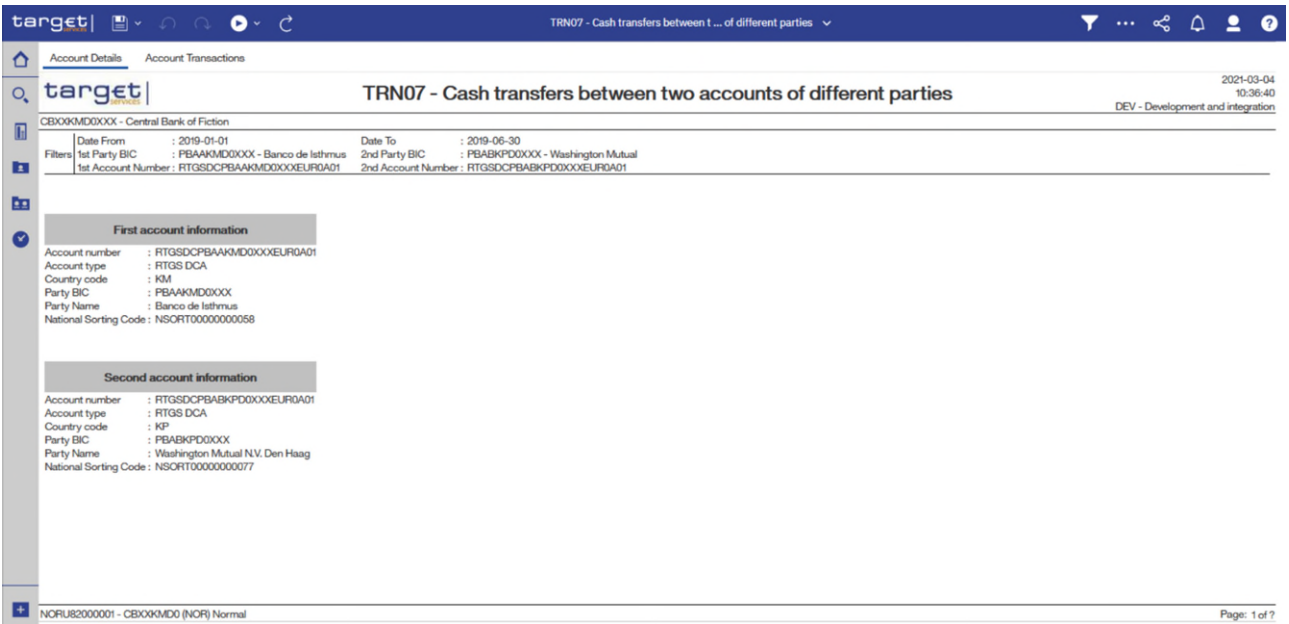 target| services
TRN07 - Cash transfers between t ... of different parties
Account Details Account Transactions
target| services
TRN07 - Cash transfers between two accounts of different parties
2021-03-04
10:36:40
DEV - Development and integration
CBXXKMD0XXX - Central Bank of Fiction
Date From : 2019-01-01 Date To : 2019-06-30
Filters 1st Party BIC : PBAAKMD0XXX - Banco de Isthmus 2nd Party BIC : PBABKPD0XXX - Washington Mutual
1st Account Number : RTGSDCPBAAKMD0XXXEUR0A01 2nd Account Number : RTGSDCPBABKPD0XXXEUR0A01
First account information
Account number : RTGSDCPBAAKMD0XXXEUR0A01
Account type : RTGS DCA
Country code : KM
Party BIC : PBAAKMD0XXX
Party Name : Banco de Isthmus
National Sorting Code : NSORT00000000058
Second account information
Account number : RTGSDCPBABKPD0XXXEUR0A01
Account type : RTGS DCA
Country code : KP
Party BIC : PBABKPD0XXX
Party Name : Washington Mutual N.V. Den Haag
National Sorting Code : NSORT00000000077
NORU82000001 - CBXXKMD0 (NOR) Normal
Page: 1 of ?